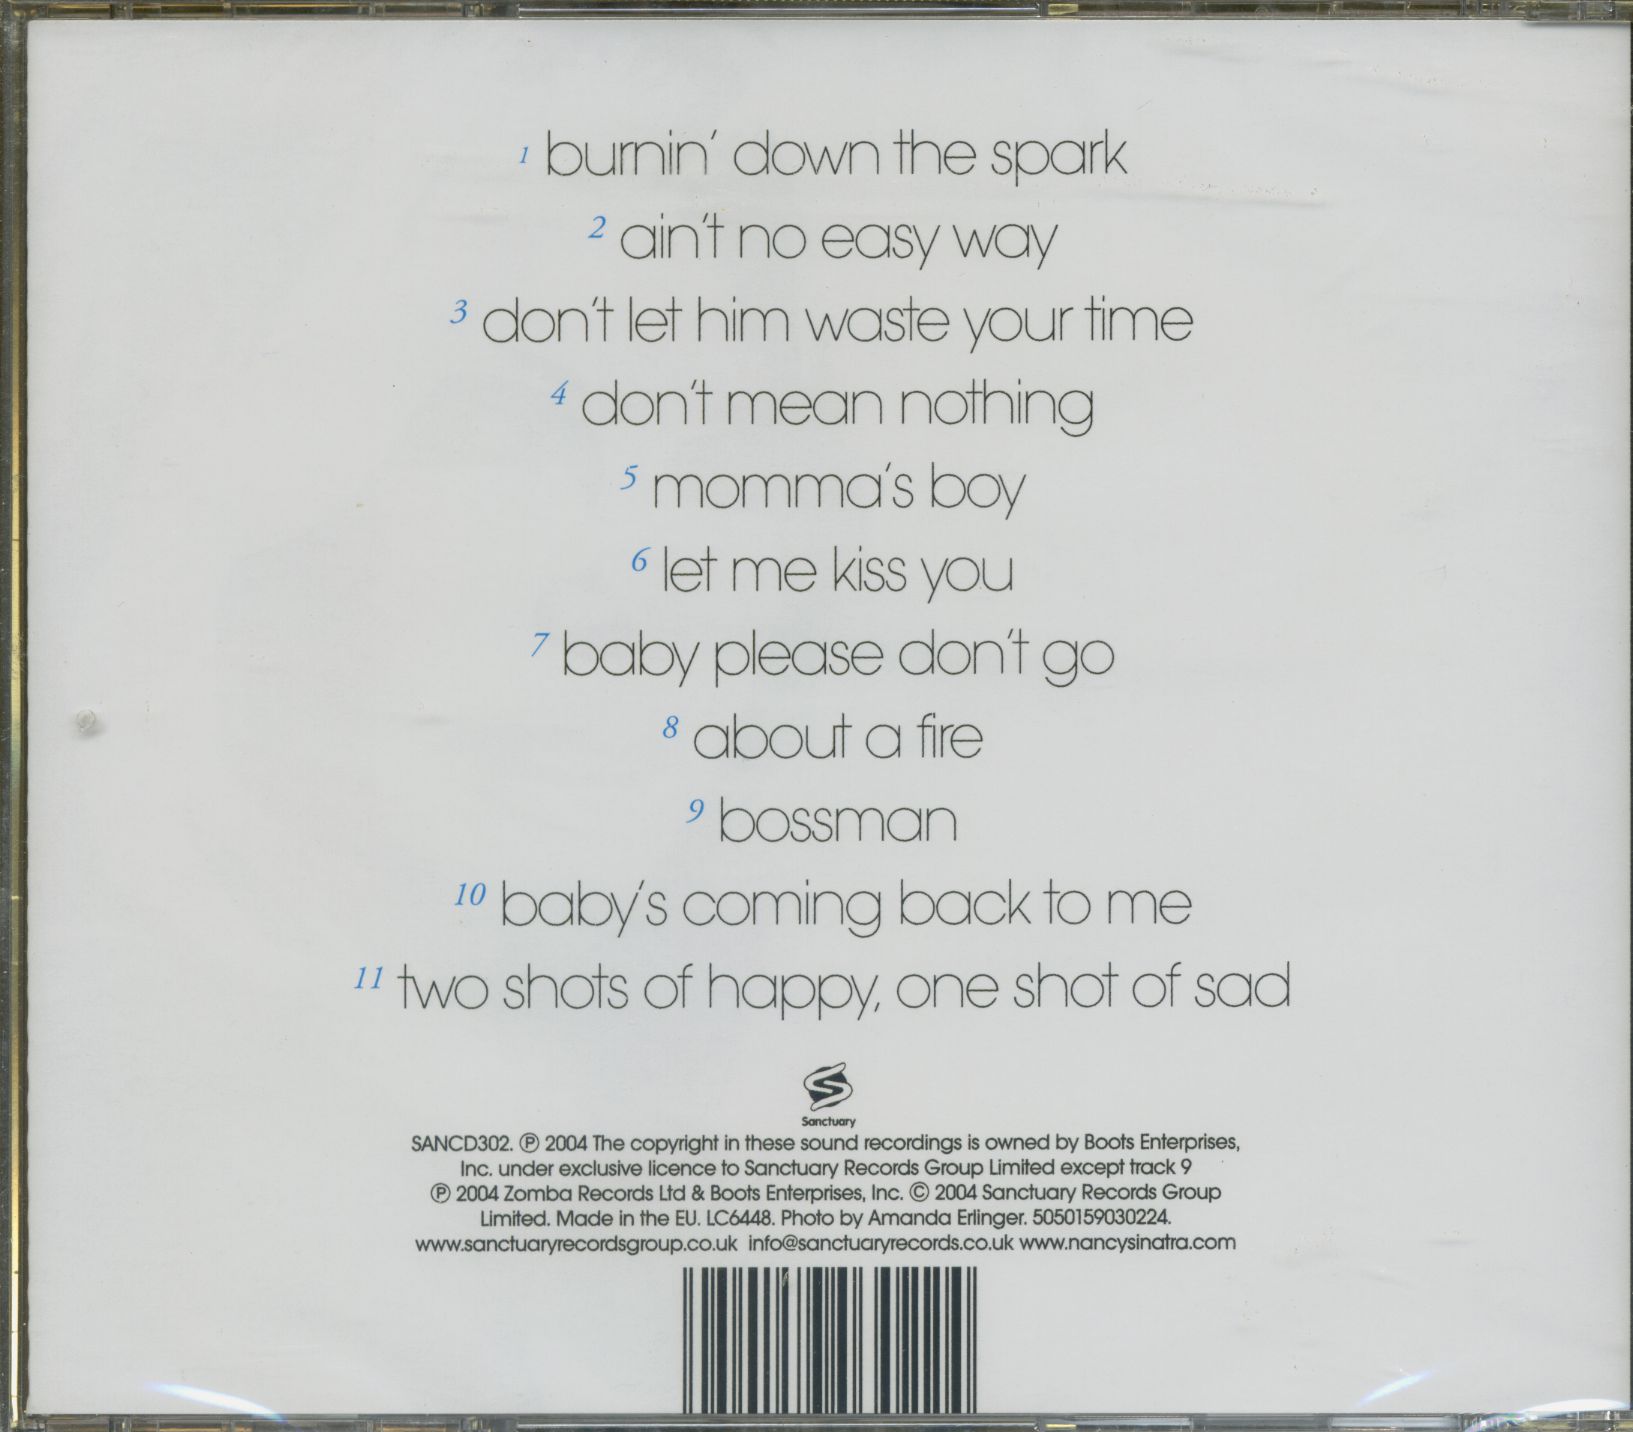 1 burnin' down the spark
2 ain't no easy way
3 don't let him waste your time
4 don't mean nothing
5 momma's boy
6 let me kiss you
7 baby please don't go
8 about a fire
9 bossman
10 baby's coming back to me
11 two shots of happy, one shot of sad
Sanctuary
SANCD302. ℗ 2004 The copyright in these sound recordings is owned by Boots Enterprises,
Inc. under exclusive licence to Sanctuary Records Group Limited except track 9
℗ 2004 Zomba Records Ltd & Boots Enterprises, Inc. © 2004 Sanctuary Records Group
Limited. Made in the EU. LC6448. Photo by Amanda Erlinger. 5050159030224.
www.sanctuaryrecordsgroup.co.uk info@sanctuaryrecords.co.uk www.nancysinatra.com